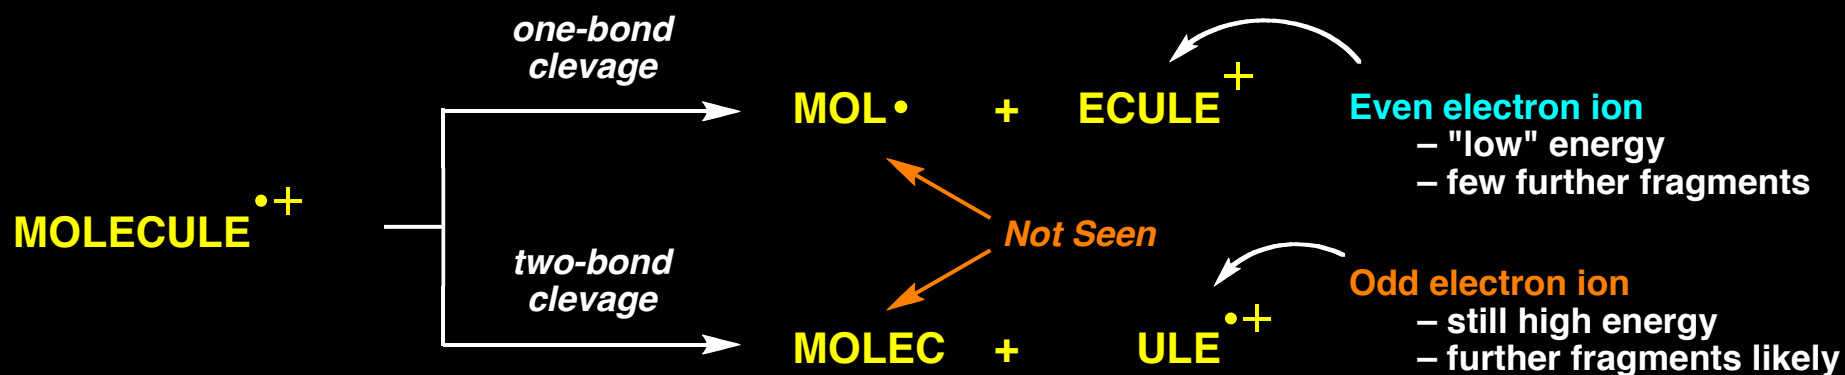 one-bond
clevage
MOL• + ECULE+
Even electron ion
– "low" energy
– few further fragments
MOLECULE•+
Not Seen
two-bond
clevage
MOLEC + ULE•+
Odd electron ion
– still high energy
– further fragments likely